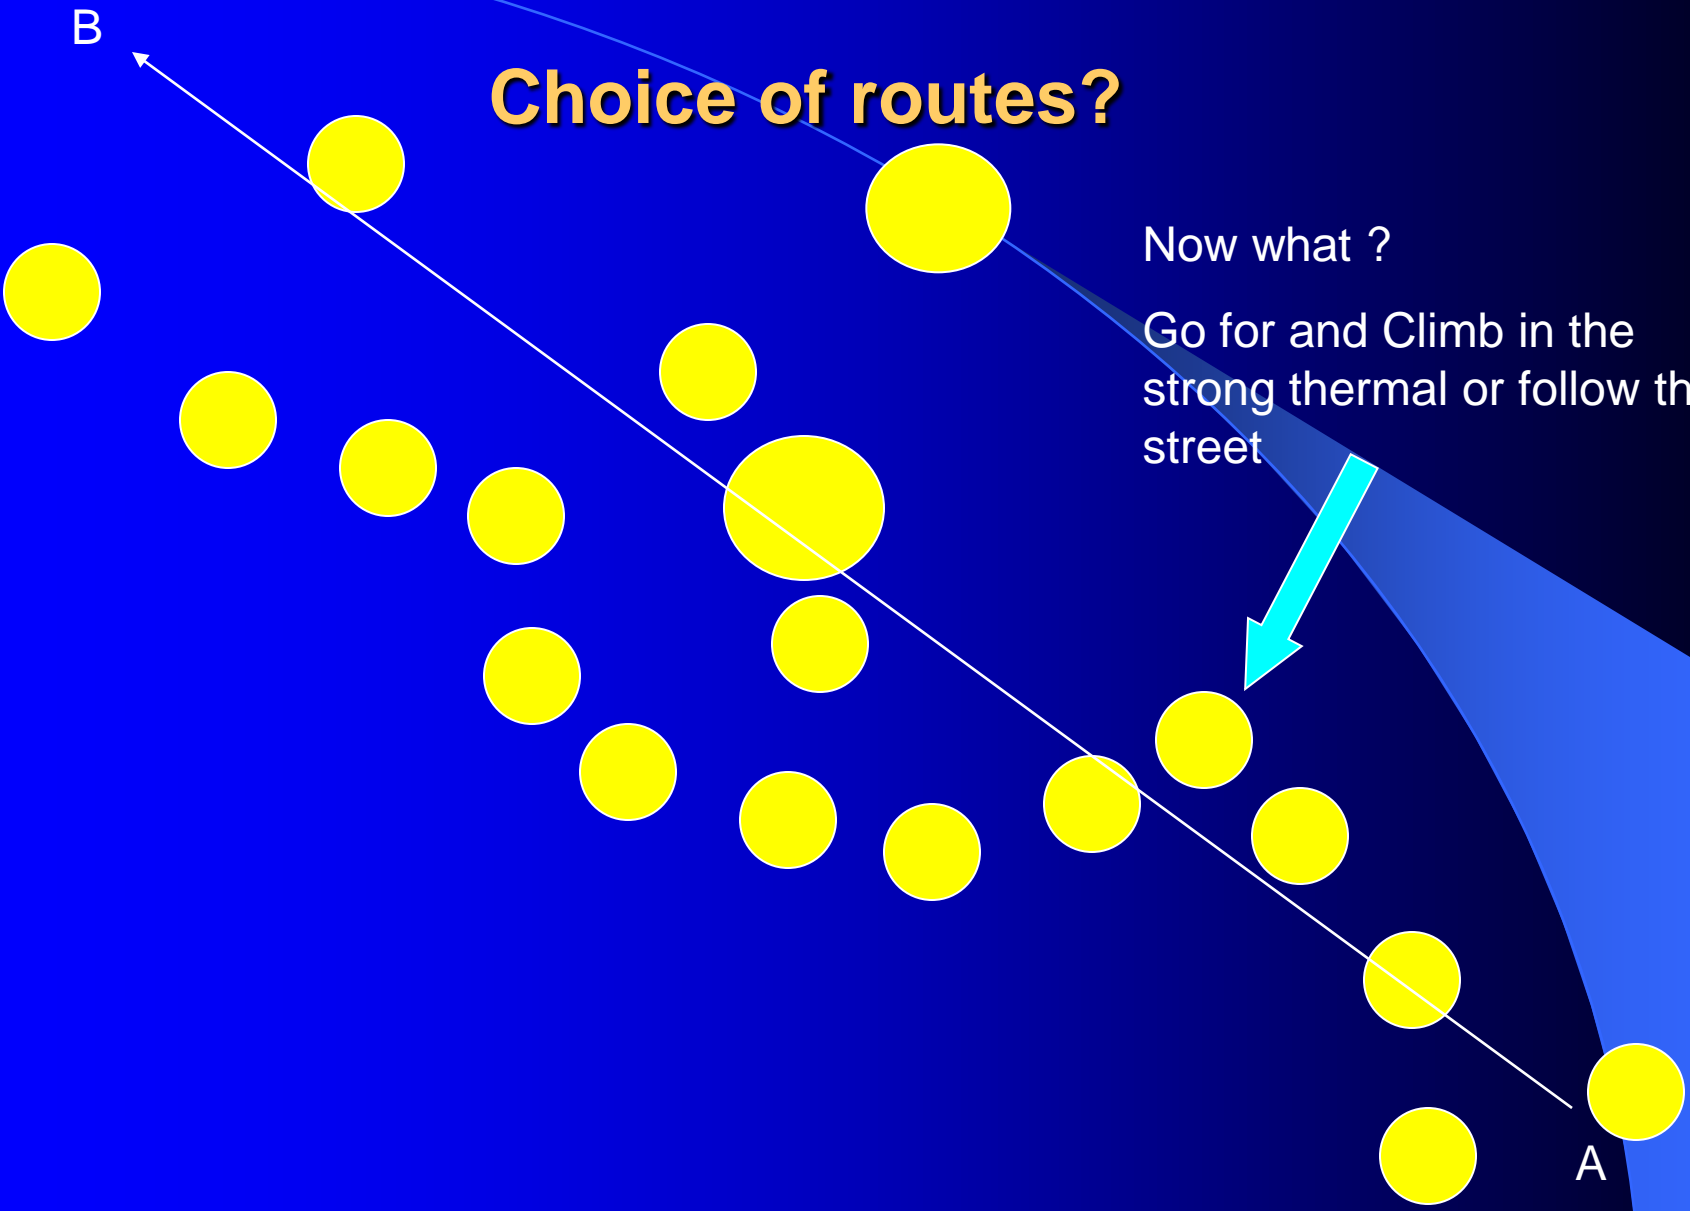 B
Choice of routes?
Now what ?
Go for and Climb in the
strong thermal or follow th
street
A